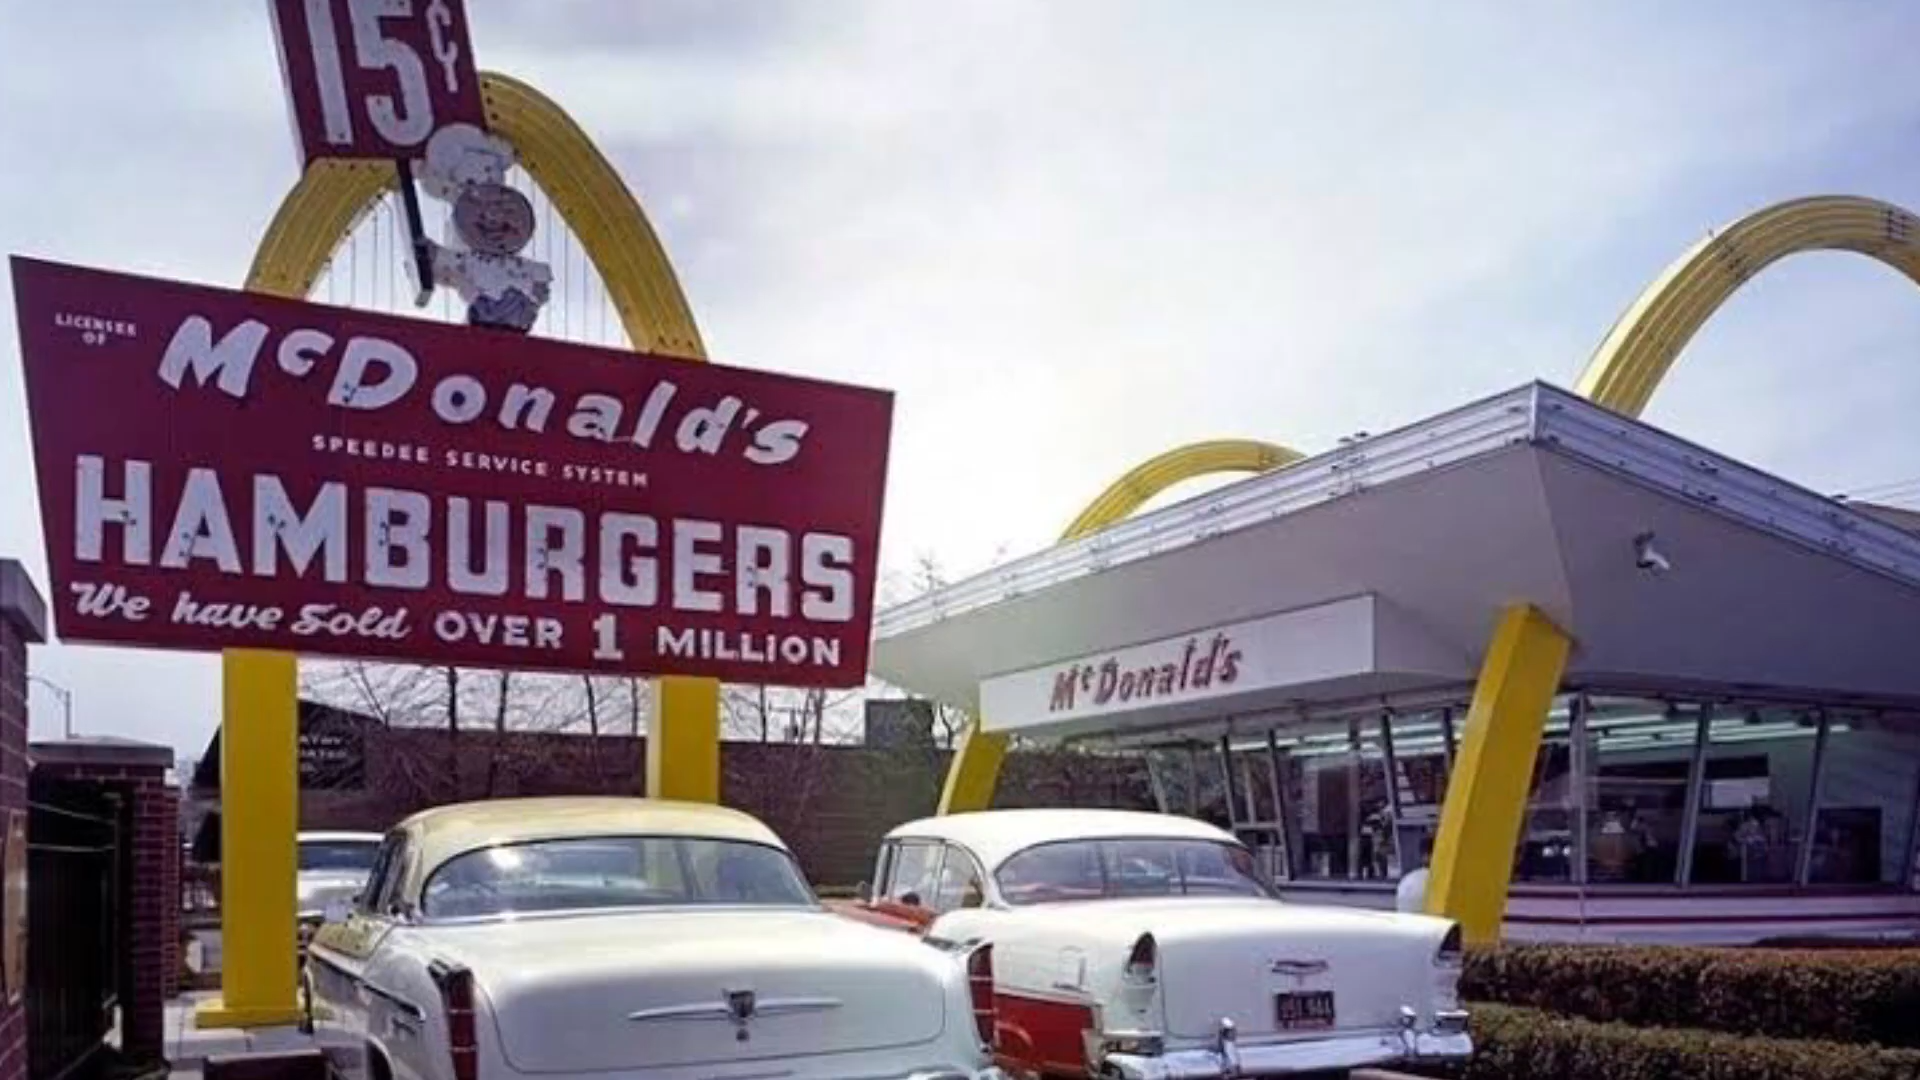 15¢
LICENSEE
OF
McDonald's
SPEEDEE SERVICE SYSTEM
HAMBURGERS
We have Sold OVER 1 MILLION
McDonald's